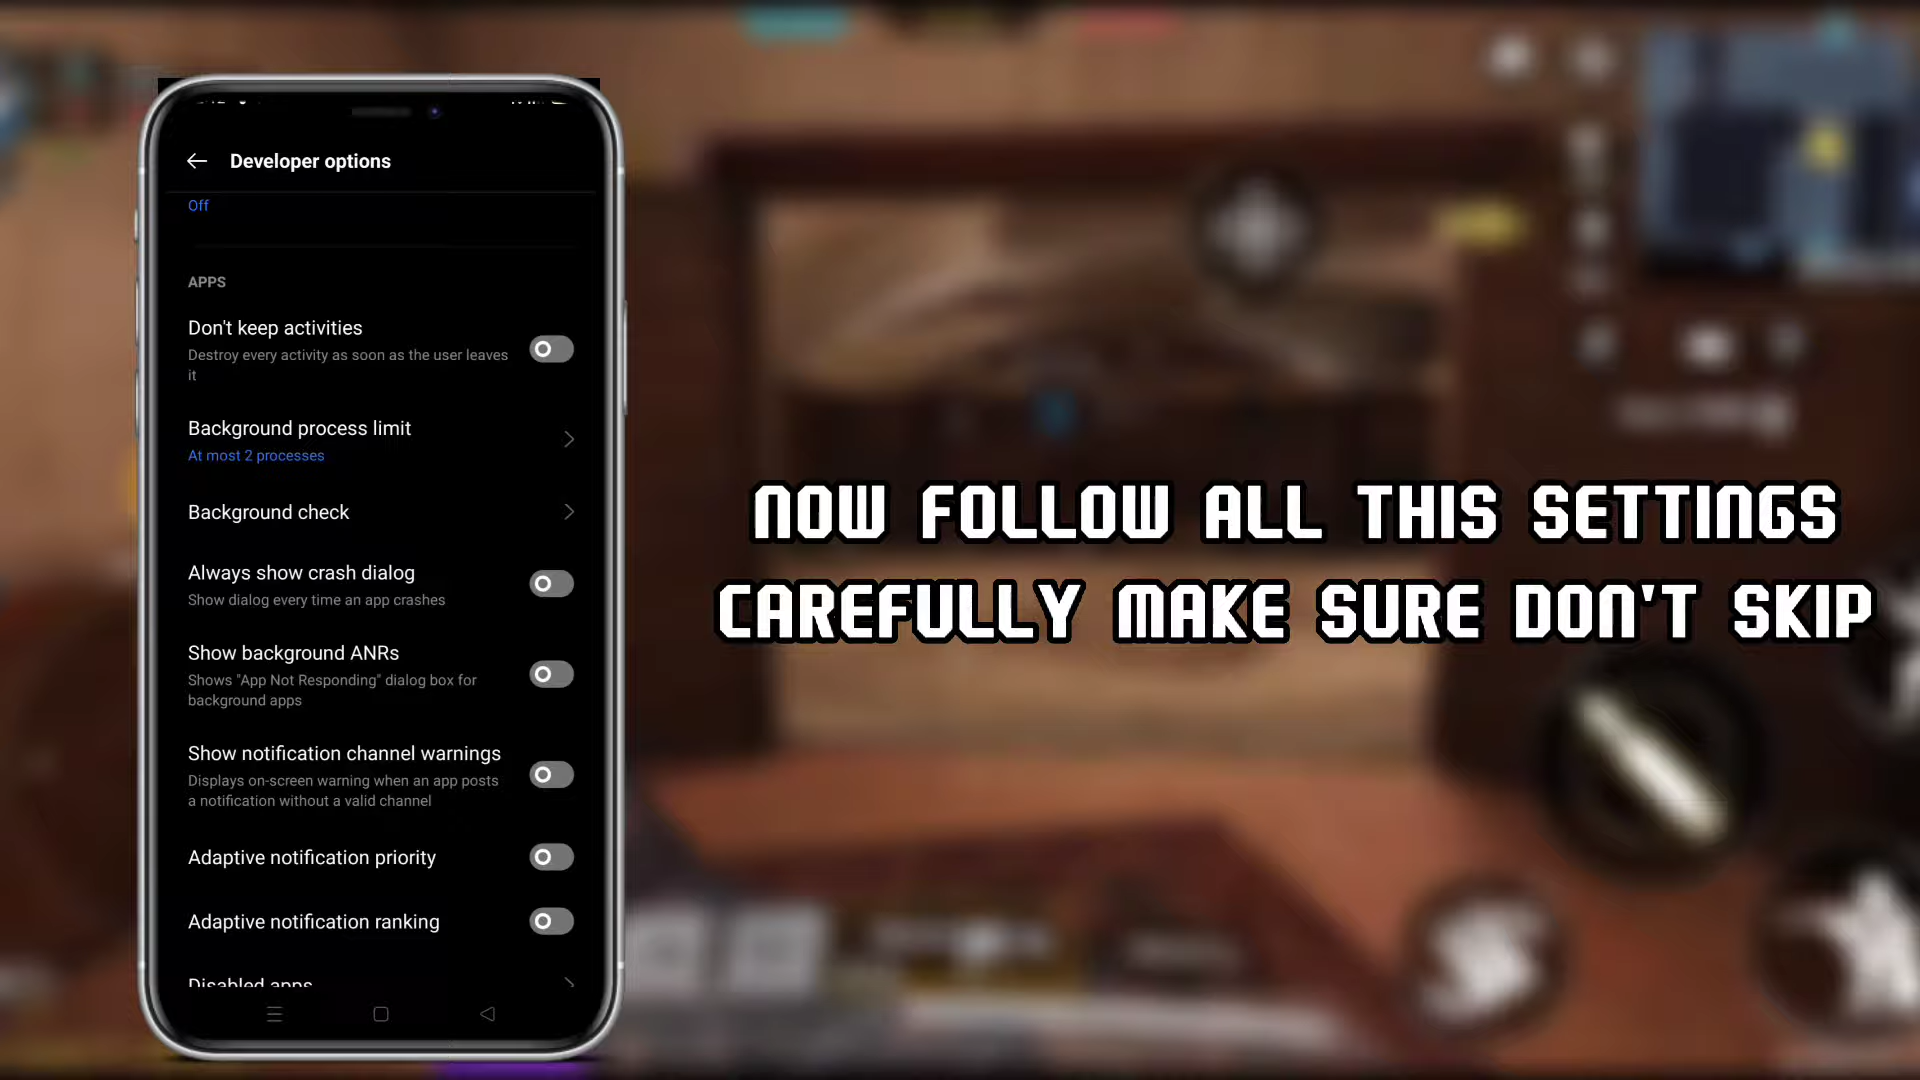 Developer options
Off
APPS
Don't keep activities
Destroy every activity as soon as the user leaves
it
Background process limit
At most 2 processes
Background check
Always show crash dialog
Show dialog every time an app crashes
Show background ANRs
Shows "App Not Responding" dialog box for
background apps
Show notification channel warnings
Displays on-screen warning when an app posts
a notification without a valid channel
Adaptive notification priority
Adaptive notification ranking
Disabled apps
NOW FOLLOW ALL THIS SETTINGS
CAREFULLY MAKE SURE DON'T SKIP